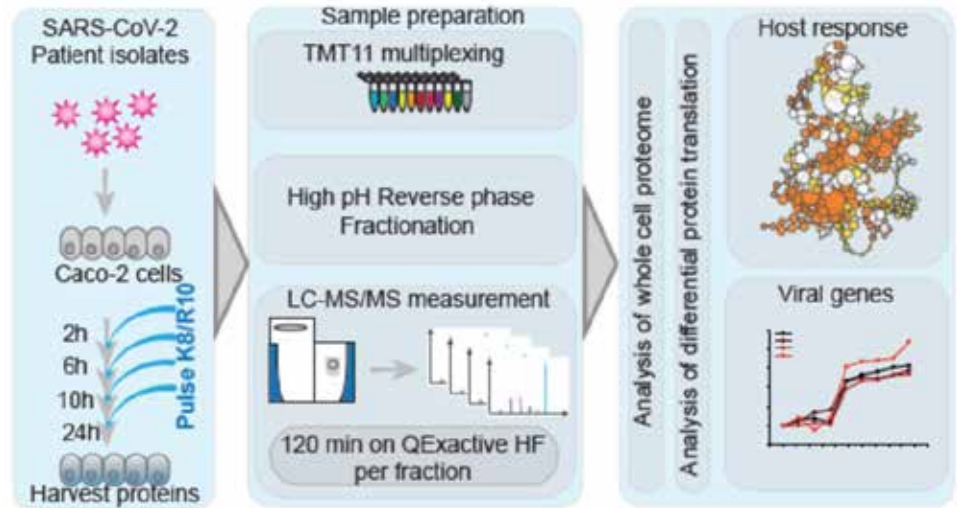 SARS-CoV-2
Patient isolates
Caco-2 cells
2h
6h
10h
24h
Pulse K8/R10
Harvest proteins
Sample preparation
TMT11 multiplexing
High pH Reverse phase
Fractionation
LC-MS/MS measurement
120 min on QExactive HF
per fraction
Analysis of whole cell proteome
Analysis of differential protein translation
Host response
Viral genes